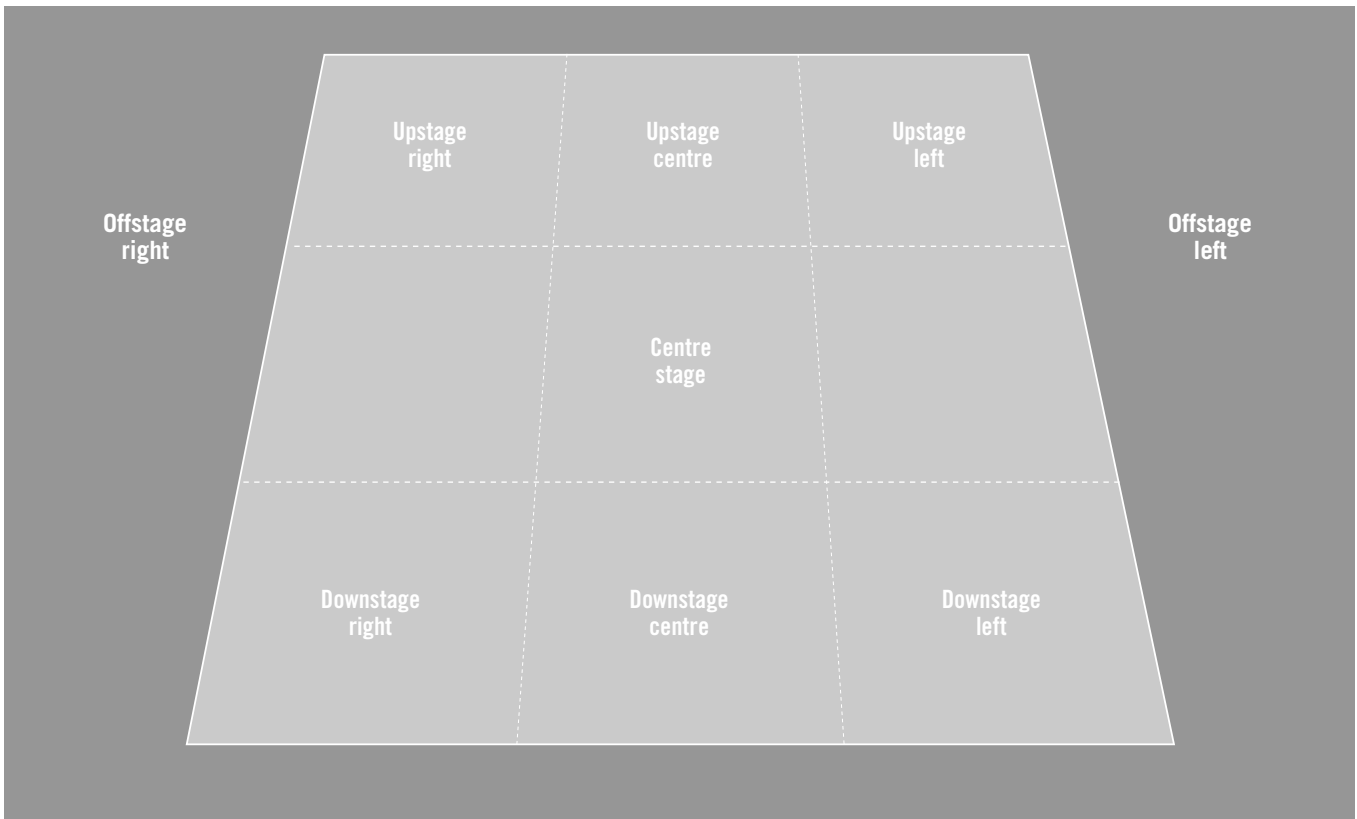 Upstage
right
Upstage
centre
Upstage
left
Offstage
right
Offstage
left
Centre
stage
Downstage
right
Downstage
centre
Downstage
left